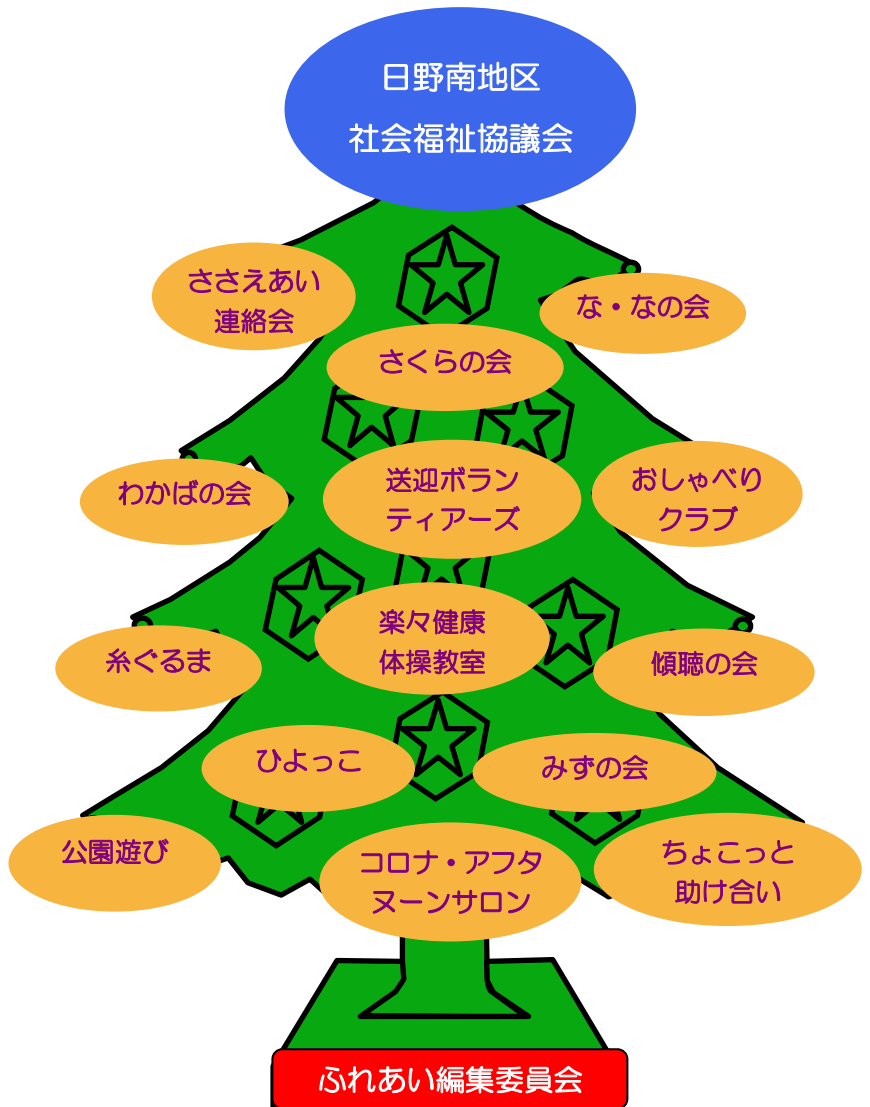 日野南地区
社会福祉協議会
ささえあい
連絡会
な・なの会
さくらの会
わかばの会
送迎ボラン
ティアーズ
おしゃべり
クラブ
糸ぐるま
楽々健康
体操教室
傾聴の会
ひよっこ
みずの会
公園遊び
コロナ・アフタ
ヌーンサロン
ちょこっと
助け合い
ふれあい編集委員会